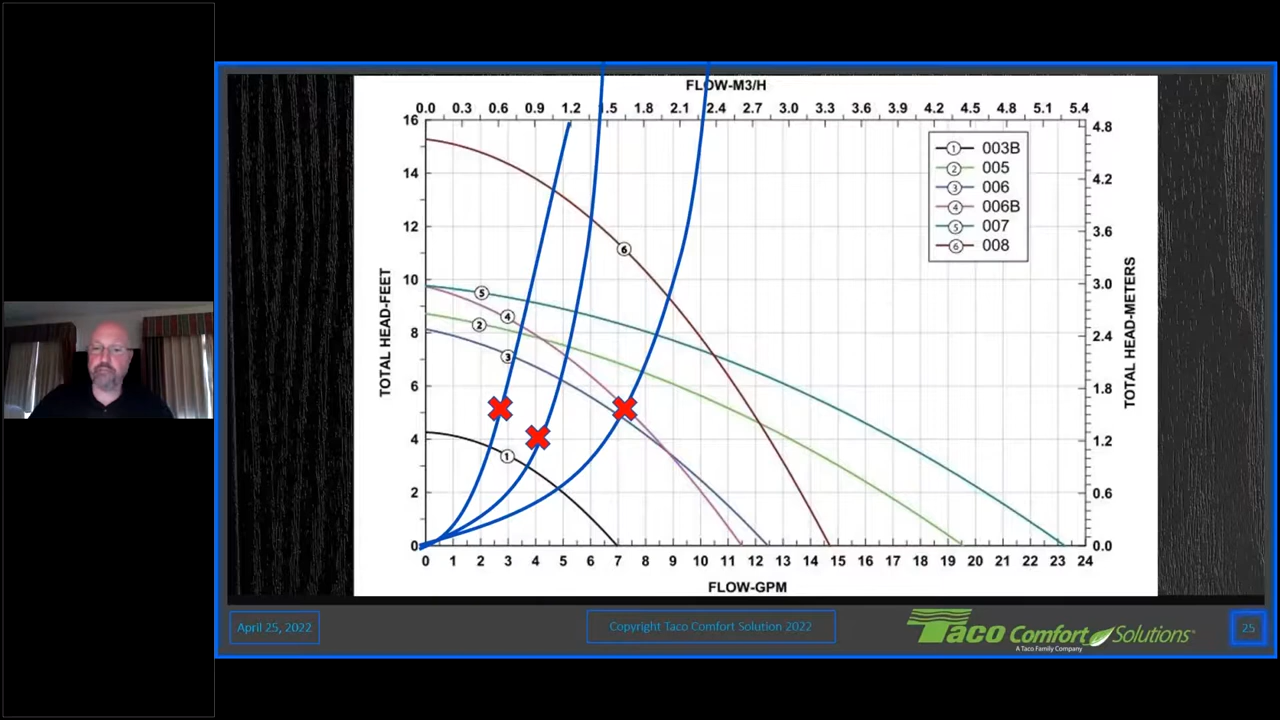 FLOW-M3/H
0.0 0.3 0.6 0.9 1.2 1.5 1.8 2.1 2.4 2.7 3.0 3.3 3.6 3.9 4.2 4.5 4.8 5.1 5.4
16 14 12 10 8 6 4 2 0
TOTAL HEAD-FEET
1 2 3 4 5 6
1 003B
2 005
3 006
4 006B
5 007
6 008
4.8 4.2 3.6 3.0 2.4 1.8 1.2 0.6 0.0
TOTAL HEAD-METERS
0 1 2 3 4 5 6 7 8 9 10 11 12 13 14 15 16 17 18 19 20 21 22 23 24
FLOW-GPM
April 25, 2022
Copyright Taco Comfort Solution 2022
Taco Comfort Solutions®
A Taco Family Company
25